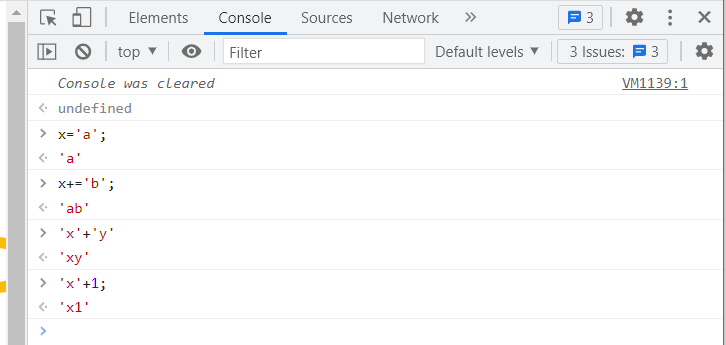 Elements Console Sources Network » 3
top ▼ Filter Default levels ▼ 3 Issues: 3
Console was cleared VM1139:1
undefined
x='a';
'a'
x+='b';
'ab'
'x'+'y'
'xy'
'x'+1;
'x1'